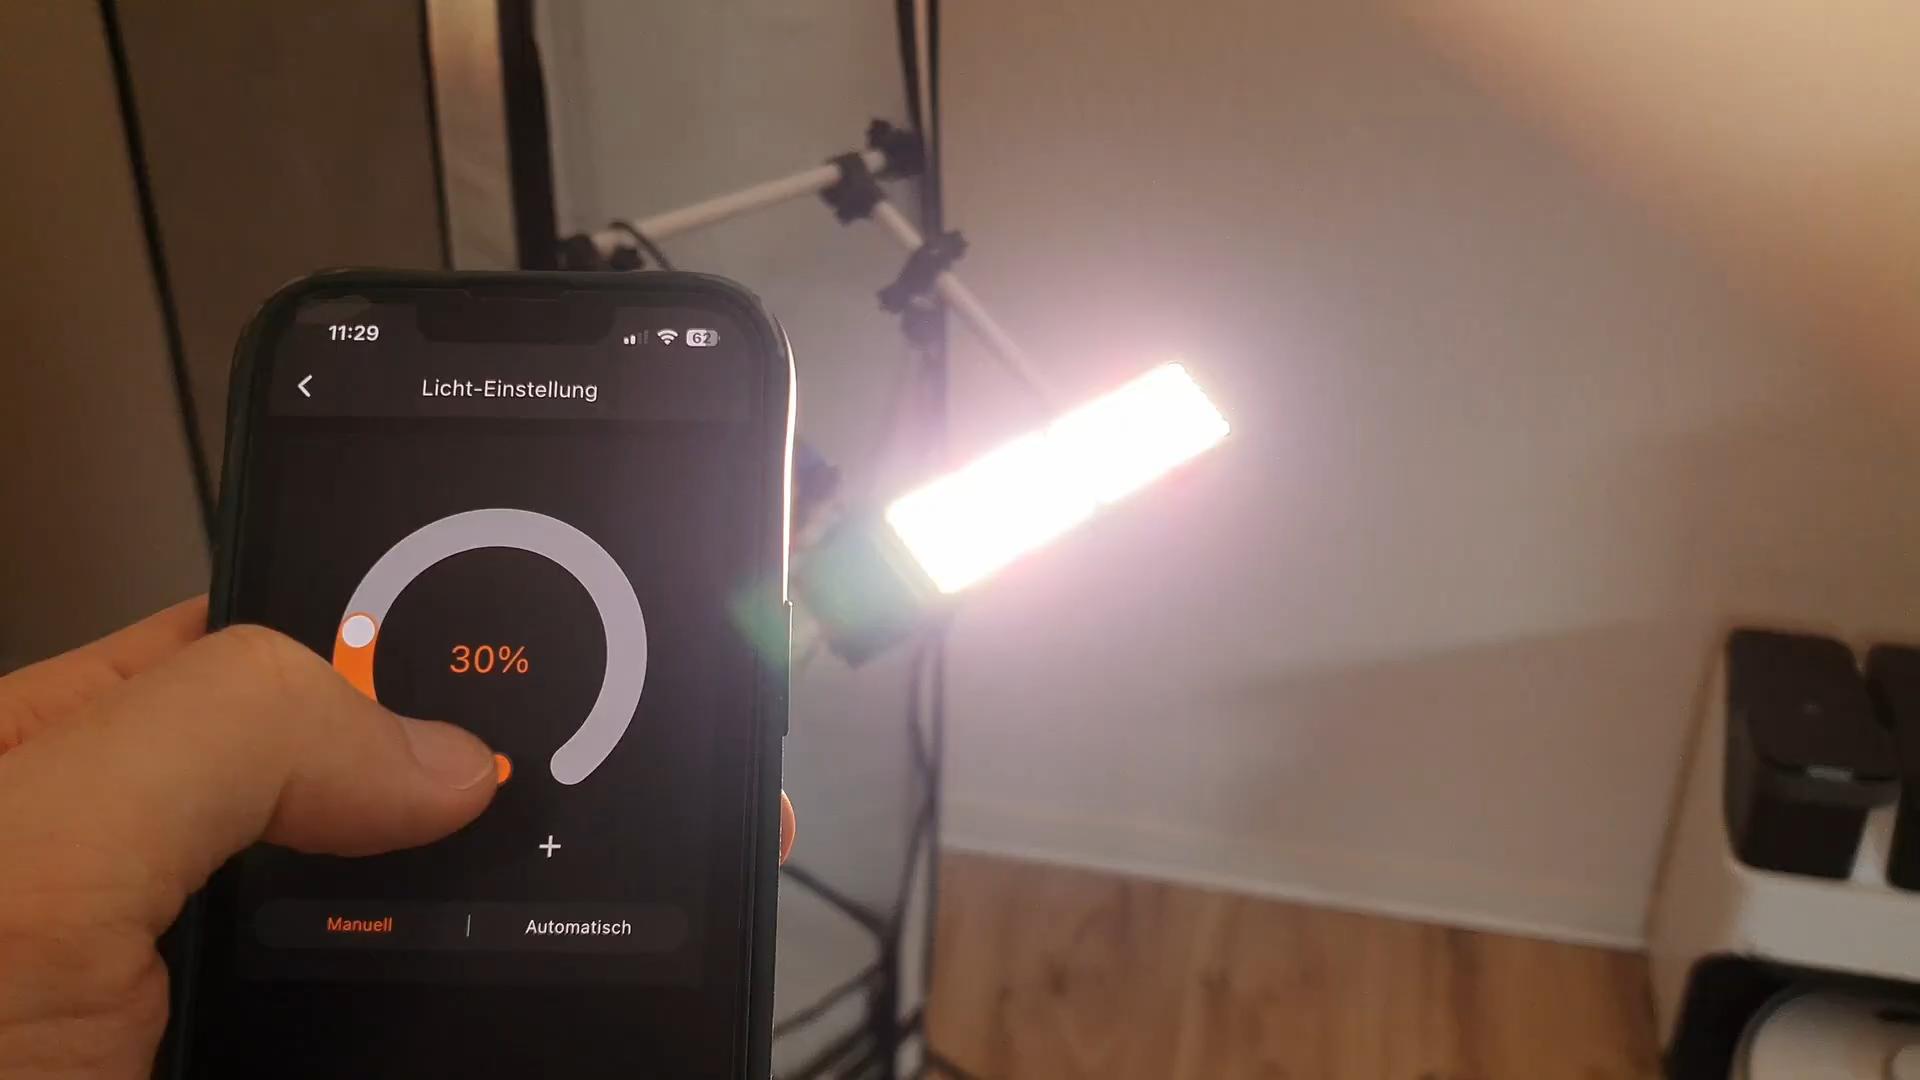 11:29
62
Licht-Einstellung
30%
+
Manuell | Automatisch